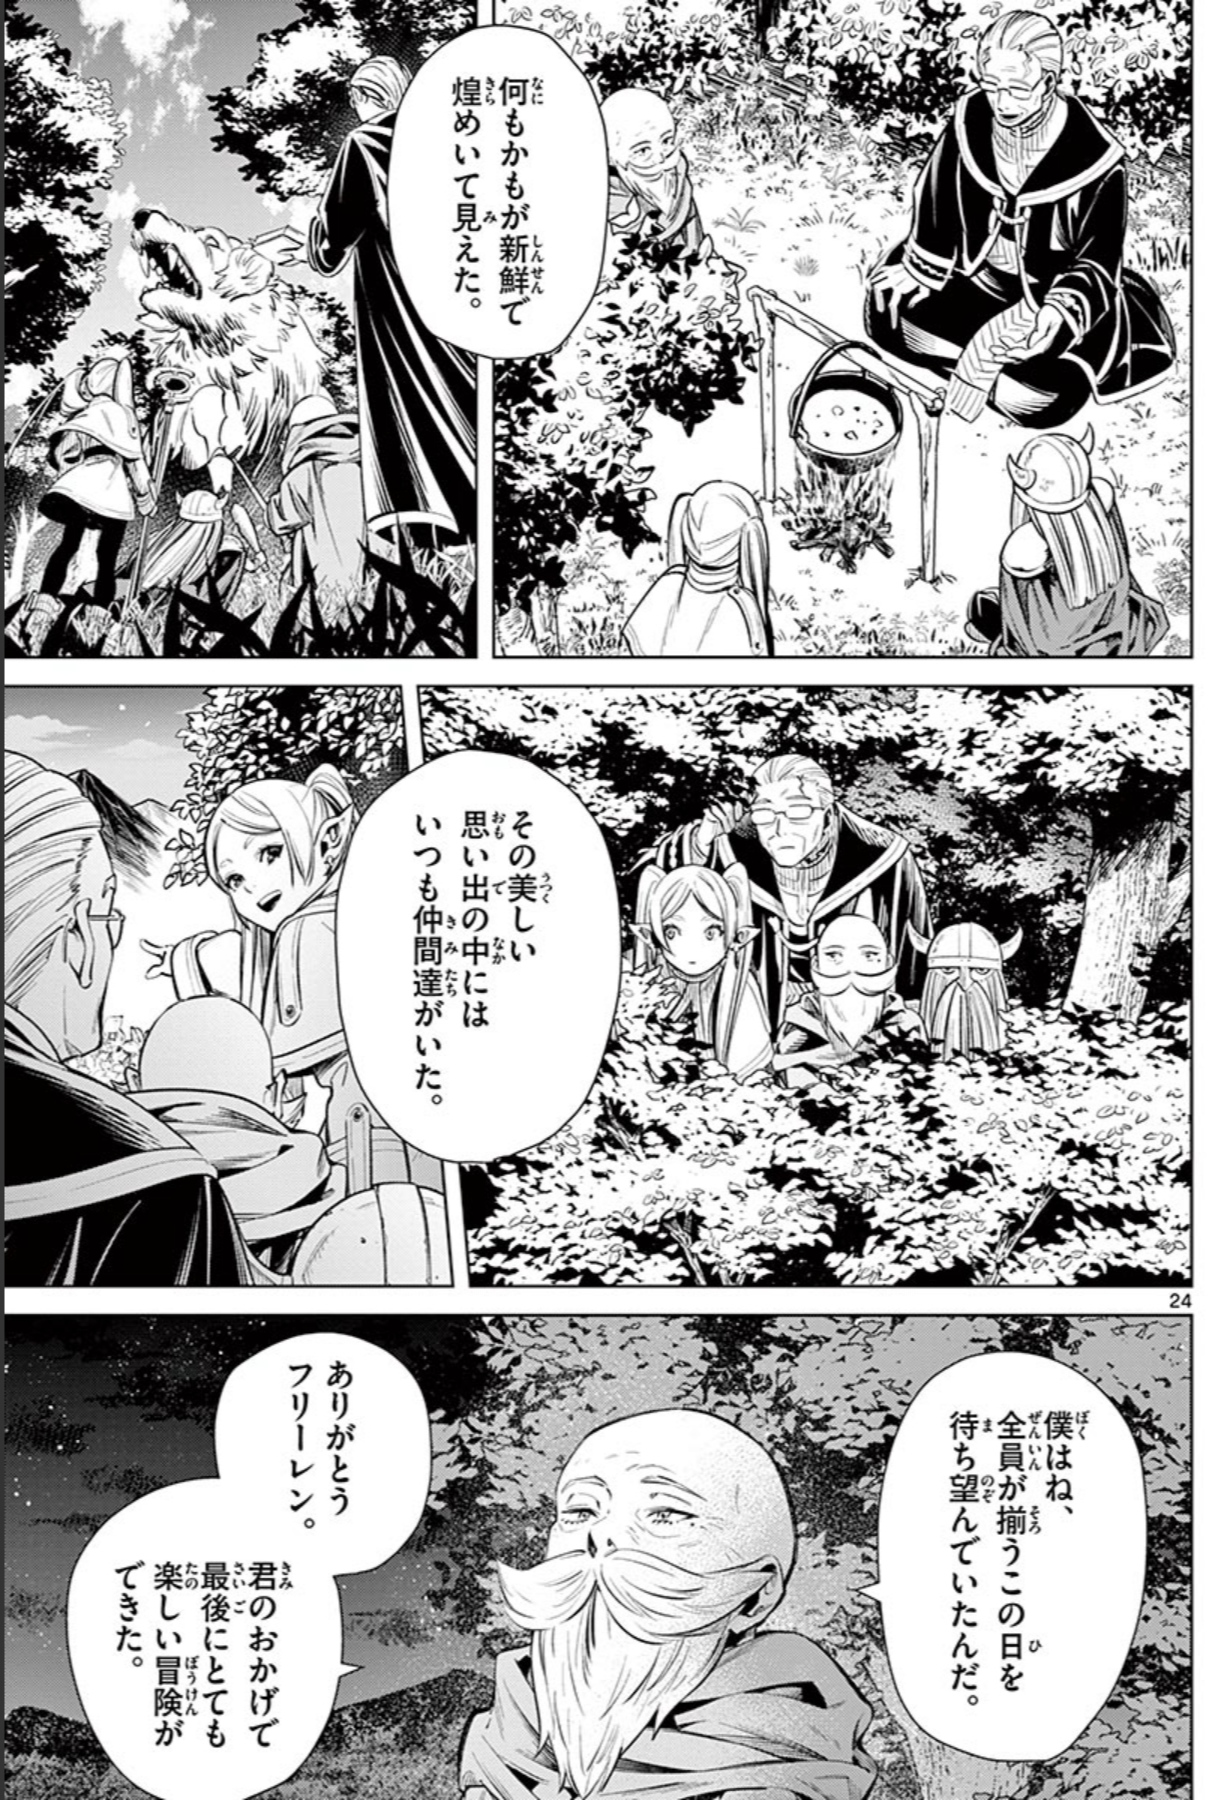 何もかもが新鮮で
煌めいて見えた。
その美しい
思い出の中には
いつも仲間達がいた。
24
僕はね、
全員が揃うこの日を
待ち望んでいたんだ。
ありがとう
フリーレン。
君のおかげで
最後にとても
楽しい冒険が
できた。